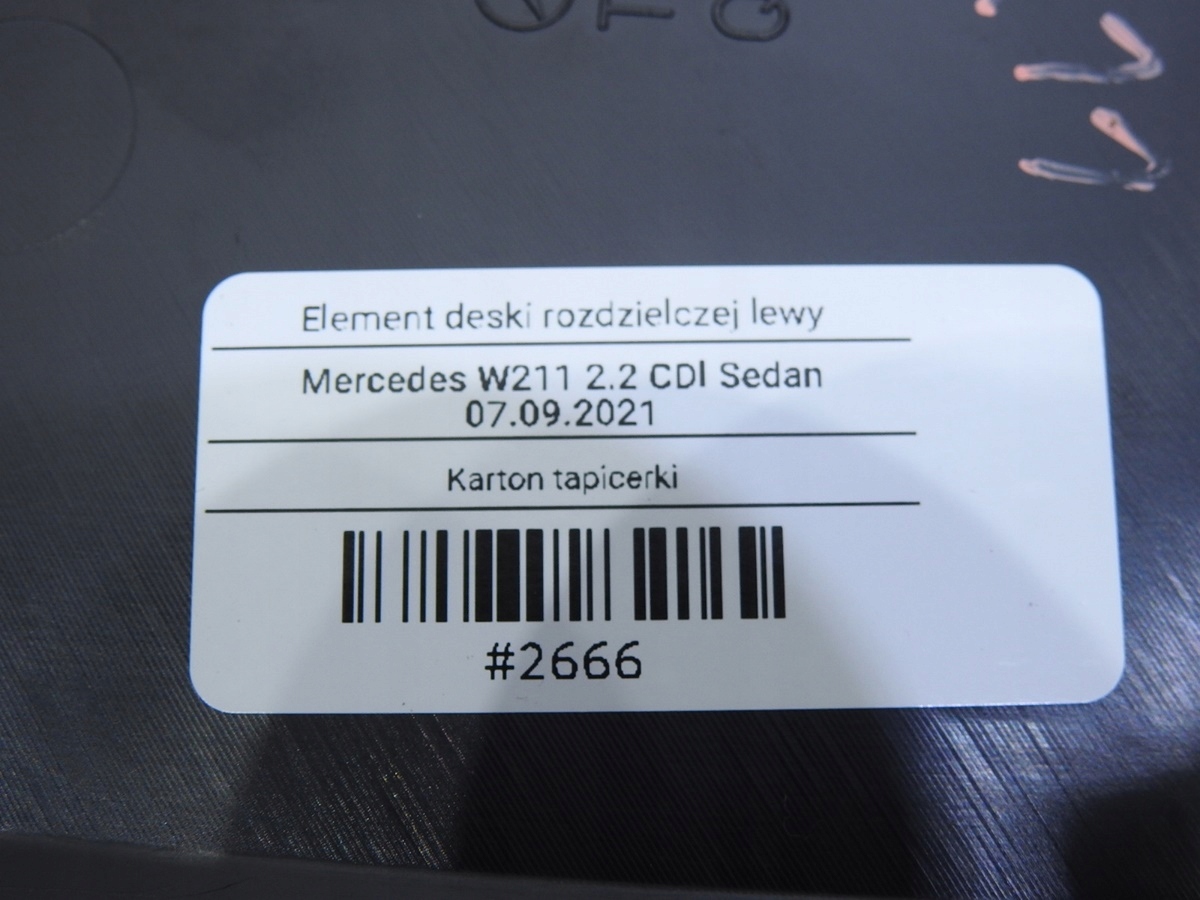 Element deski rozdzielczej lewy
Mercedes W211 2.2 CDI Sedan
07.09.2021
Karton tapicerki
#2666